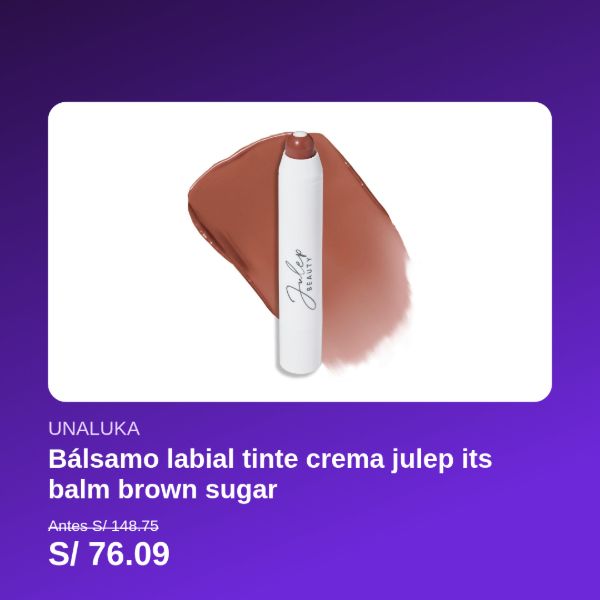 Julep
BEAUTY
UNALUKA
Bálsamo labial tinte crema julep its
balm brown sugar
Antes S/ 148.75
S/ 76.09